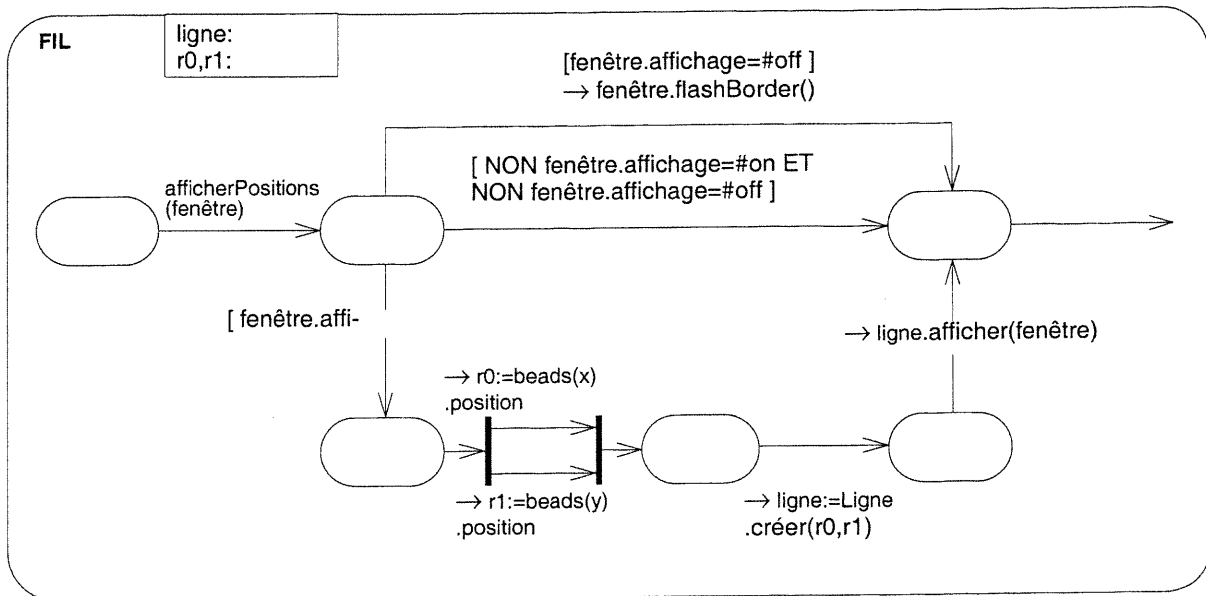 FIL
ligne:
r0,r1:
[fenêtre.affichage=#off ]
→ fenêtre.flashBorder()
[ NON fenêtre.affichage=#on ET
NON fenêtre.affichage=#off ]
afficherPositions
(fenêtre)
[ fenêtre.affi-
→ ligne.afficher(fenêtre)
→ r0:=beads(x)
.position
→ r1:=beads(y)
.position
→ ligne:=Ligne
.créer(r0,r1)